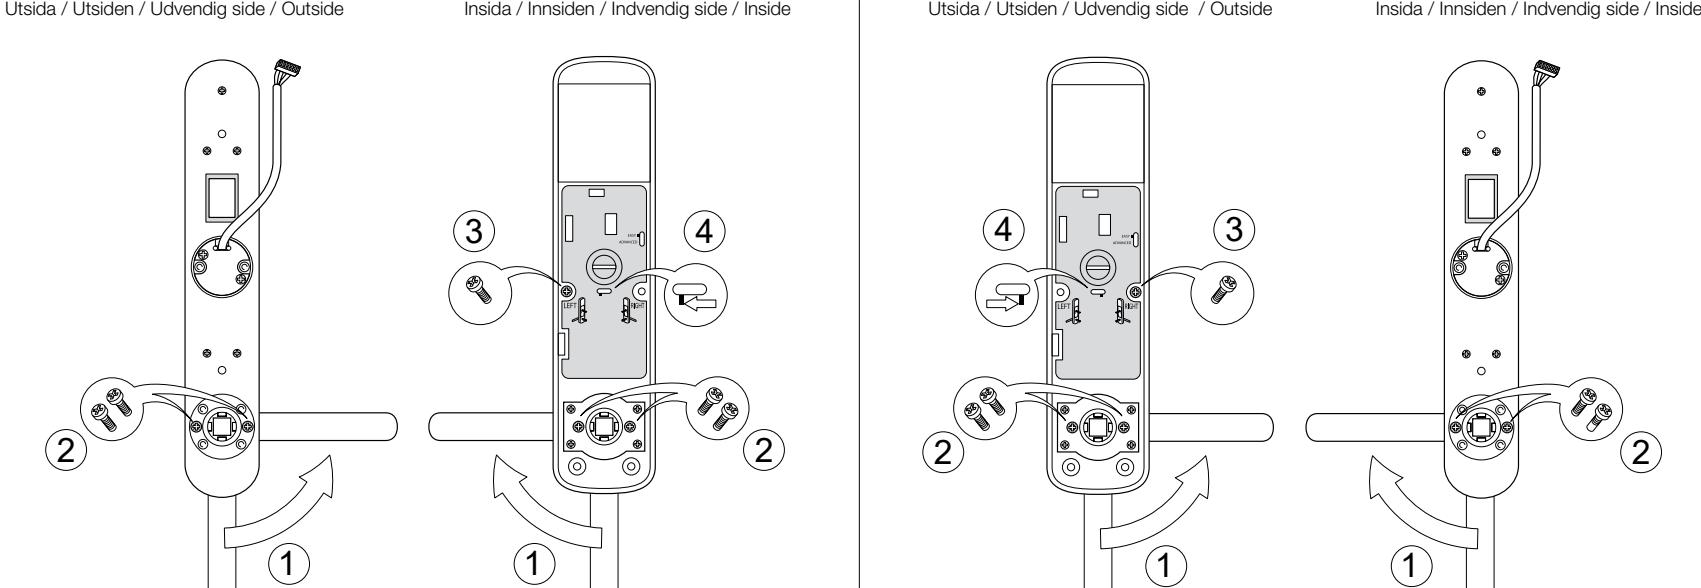 Utsida / Utsiden / Udvendig side / Outside
Insida / Innsiden / Indvendig side / Inside
Utsida / Utsiden / Udvendig side / Outside
Insida / Innsiden / Indvendig side / Inside
3
4
EASY
ADVANCED
LEFT
RIGHT
2
2
1
1
4
3
EASY
ADVANCED
LEFT
RIGHT
2
2
1
1